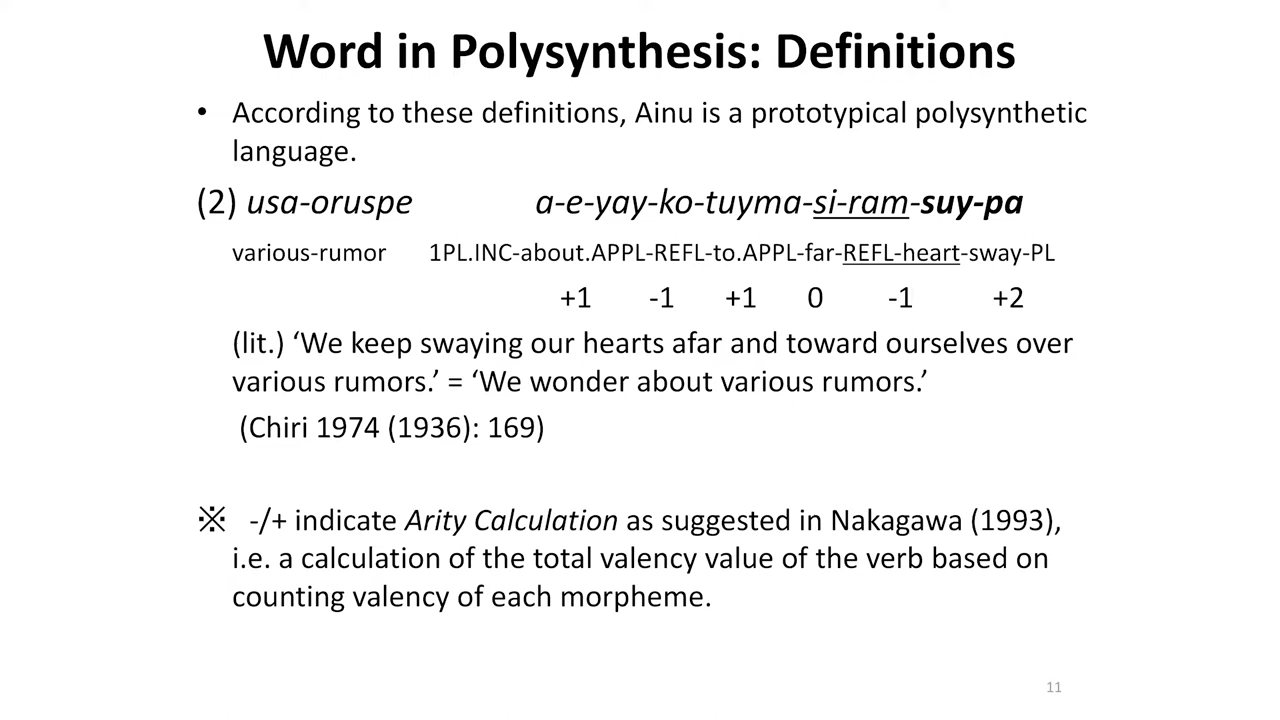 Word in Polysynthesis: Definitions
• According to these definitions, Ainu is a prototypical polysynthetic
language.
(2) usa-oruspe a-e-yay-ko-tuyma-si-ram-suy-pa
various-rumor 1PL.INC-about.APPL-REFL-to.APPL-far-REFL-heart-sway-PL
+1 -1 +1 0 -1 +2
(lit.) ‘We keep swaying our hearts afar and toward ourselves over
various rumors.’ = ‘We wonder about various rumors.’
(Chiri 1974 (1936): 169)
※ -/+ indicate Arity Calculation as suggested in Nakagawa (1993),
i.e. a calculation of the total valency value of the verb based on
counting valency of each morpheme.
11